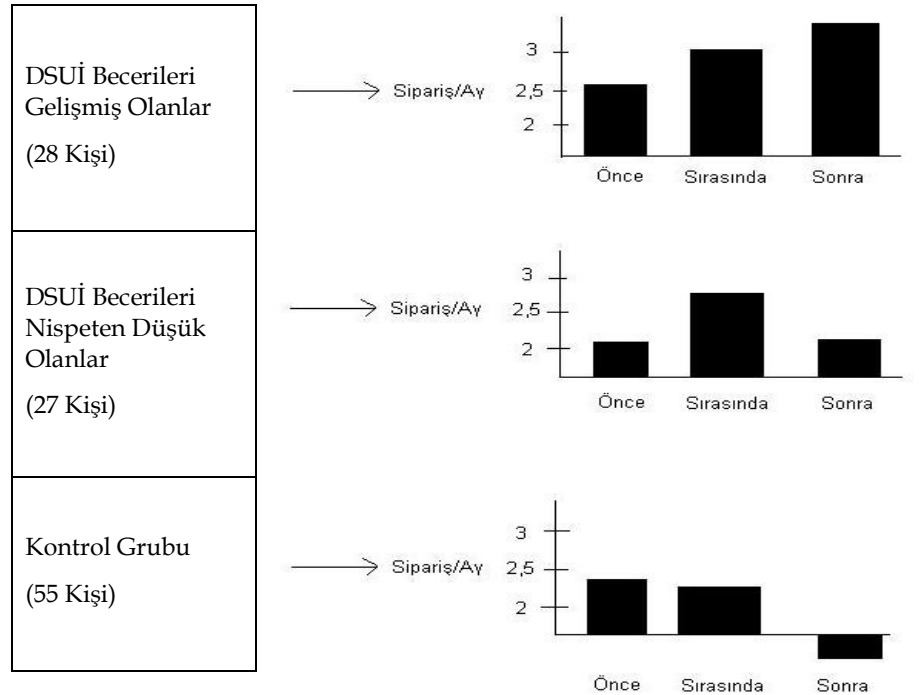 DSUİ Becerileri
Gelişmiş Olanlar
(28 Kişi)
Sipariş/Ay
3
2,5
2
Önce Sırasında Sonra
DSUİ Becerileri
Nispeten Düşük
Olanlar
(27 Kişi)
Sipariş/Ay
3
2,5
2
Önce Sırasında Sonra
Kontrol Grubu
(55 Kişi)
Sipariş/Ay
3
2,5
2
Önce Sırasında Sonra